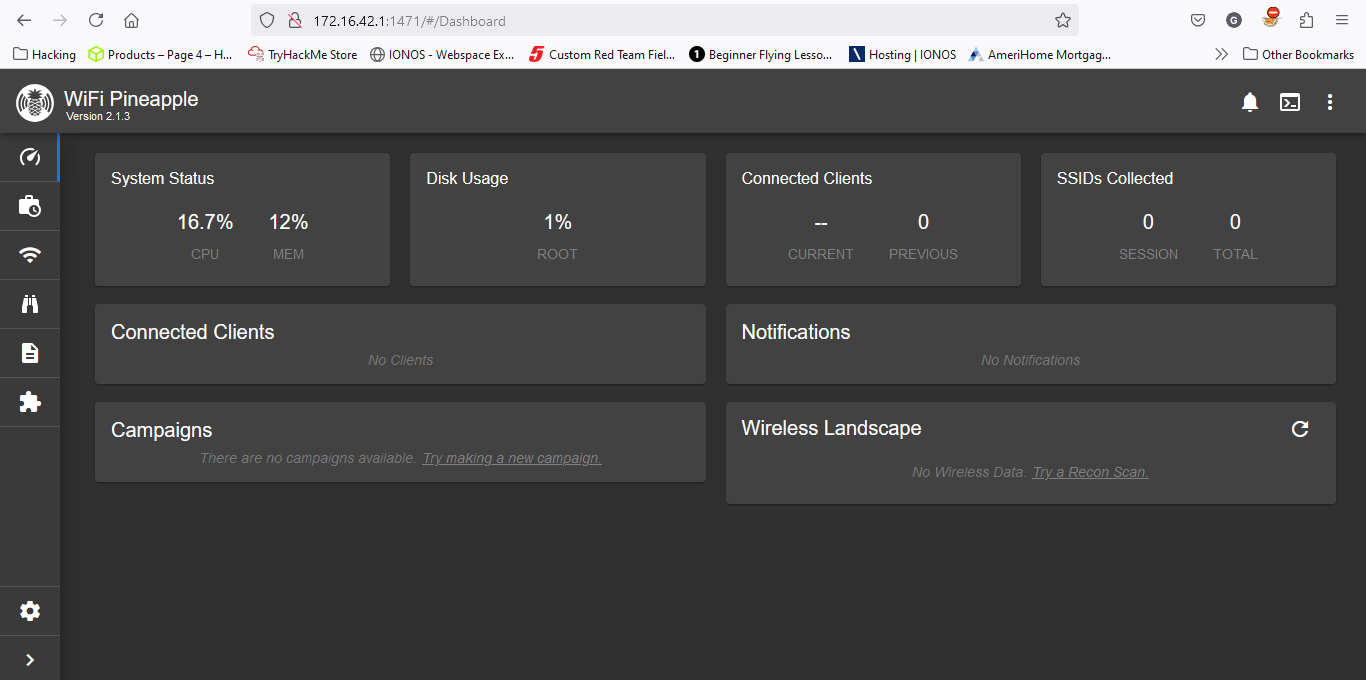 172.16.42.1:1471/#/Dashboard
G
Hacking Products – Page 4 – H... TryHackMe Store IONOS - Webspace Ex... 5 Custom Red Team Fiel... 1 Beginner Flying Lesso... Hosting | IONOS AmeriHome Mortgag... Other Bookmarks
WiFi Pineapple
Version 2.1.3
System Status
16.7% 12%
CPU MEM
Disk Usage
1%
ROOT
Connected Clients
-- 0
CURRENT PREVIOUS
SSIDs Collected
0 0
SESSION TOTAL
Connected Clients
No Clients
Notifications
No Notifications
Campaigns
There are no campaigns available. Try making a new campaign.
Wireless Landscape
No Wireless Data. Try a Recon Scan.